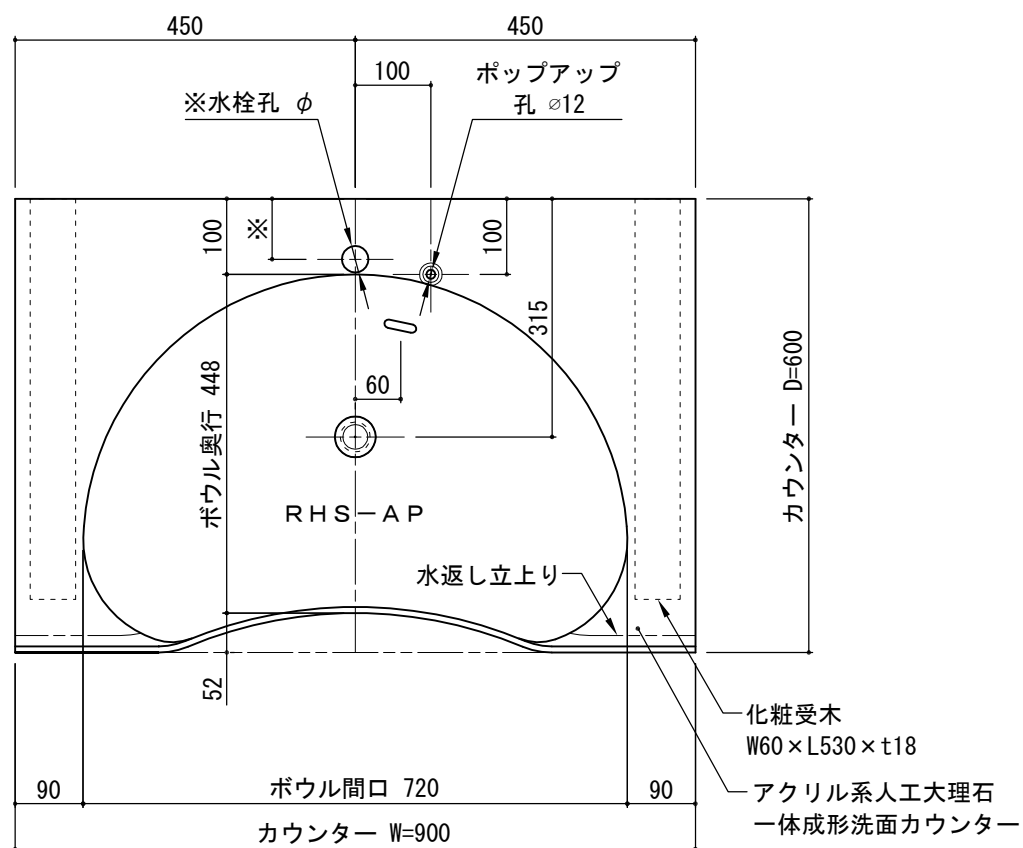 450
450
100
ポップアップ
孔 ⌀12
※水栓孔 φ
100
※
100
315
ボウル奥行 448
60
カウンター D=600
RHS-AP
水返し立上り
52
化粧受木
W60×L530×t18
90
ボウル間口 720
90
アクリル系人工大理石
一体成形洗面カウンター
カウンター W=900